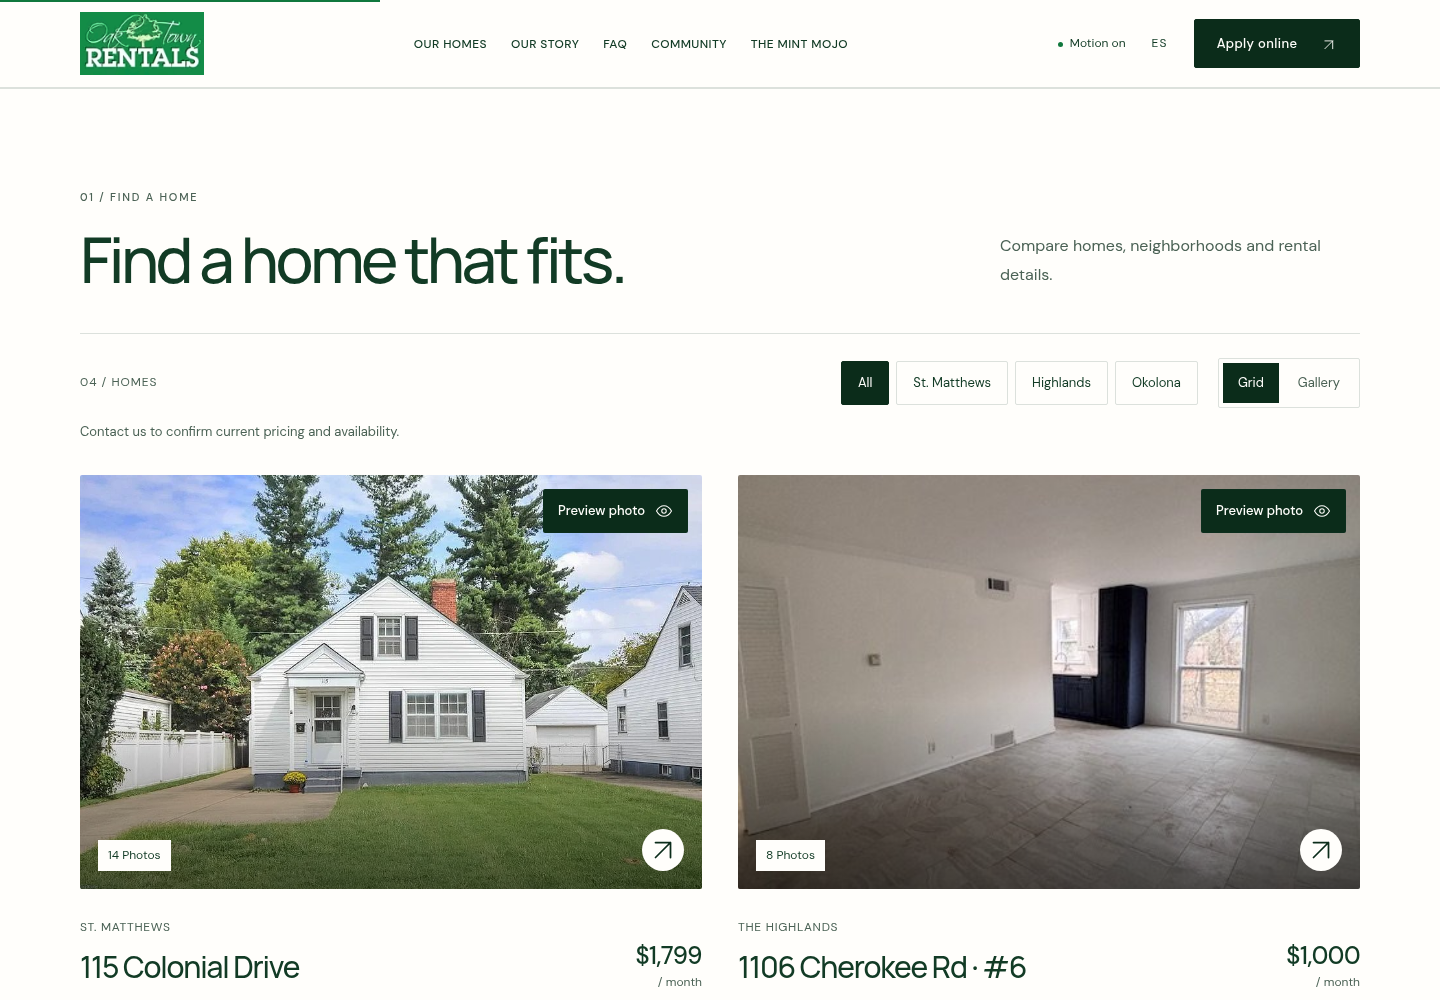 Oak Town
RENTALS
OUR HOMES
OUR STORY
FAQ
COMMUNITY
THE MINT MOJO
Motion on
ES
Apply online
01 / FIND A HOME
Find a home that fits.
Compare homes, neighborhoods and rental
details.
04 / HOMES
All
St. Matthews
Highlands
Okolona
Grid
Gallery
Contact us to confirm current pricing and availability.
Preview photo
115
14 Photos
Preview photo
8 Photos
ST. MATTHEWS
115 Colonial Drive
$1,799
/ month
THE HIGHLANDS
1106 Cherokee Rd · #6
$1,000
/ month